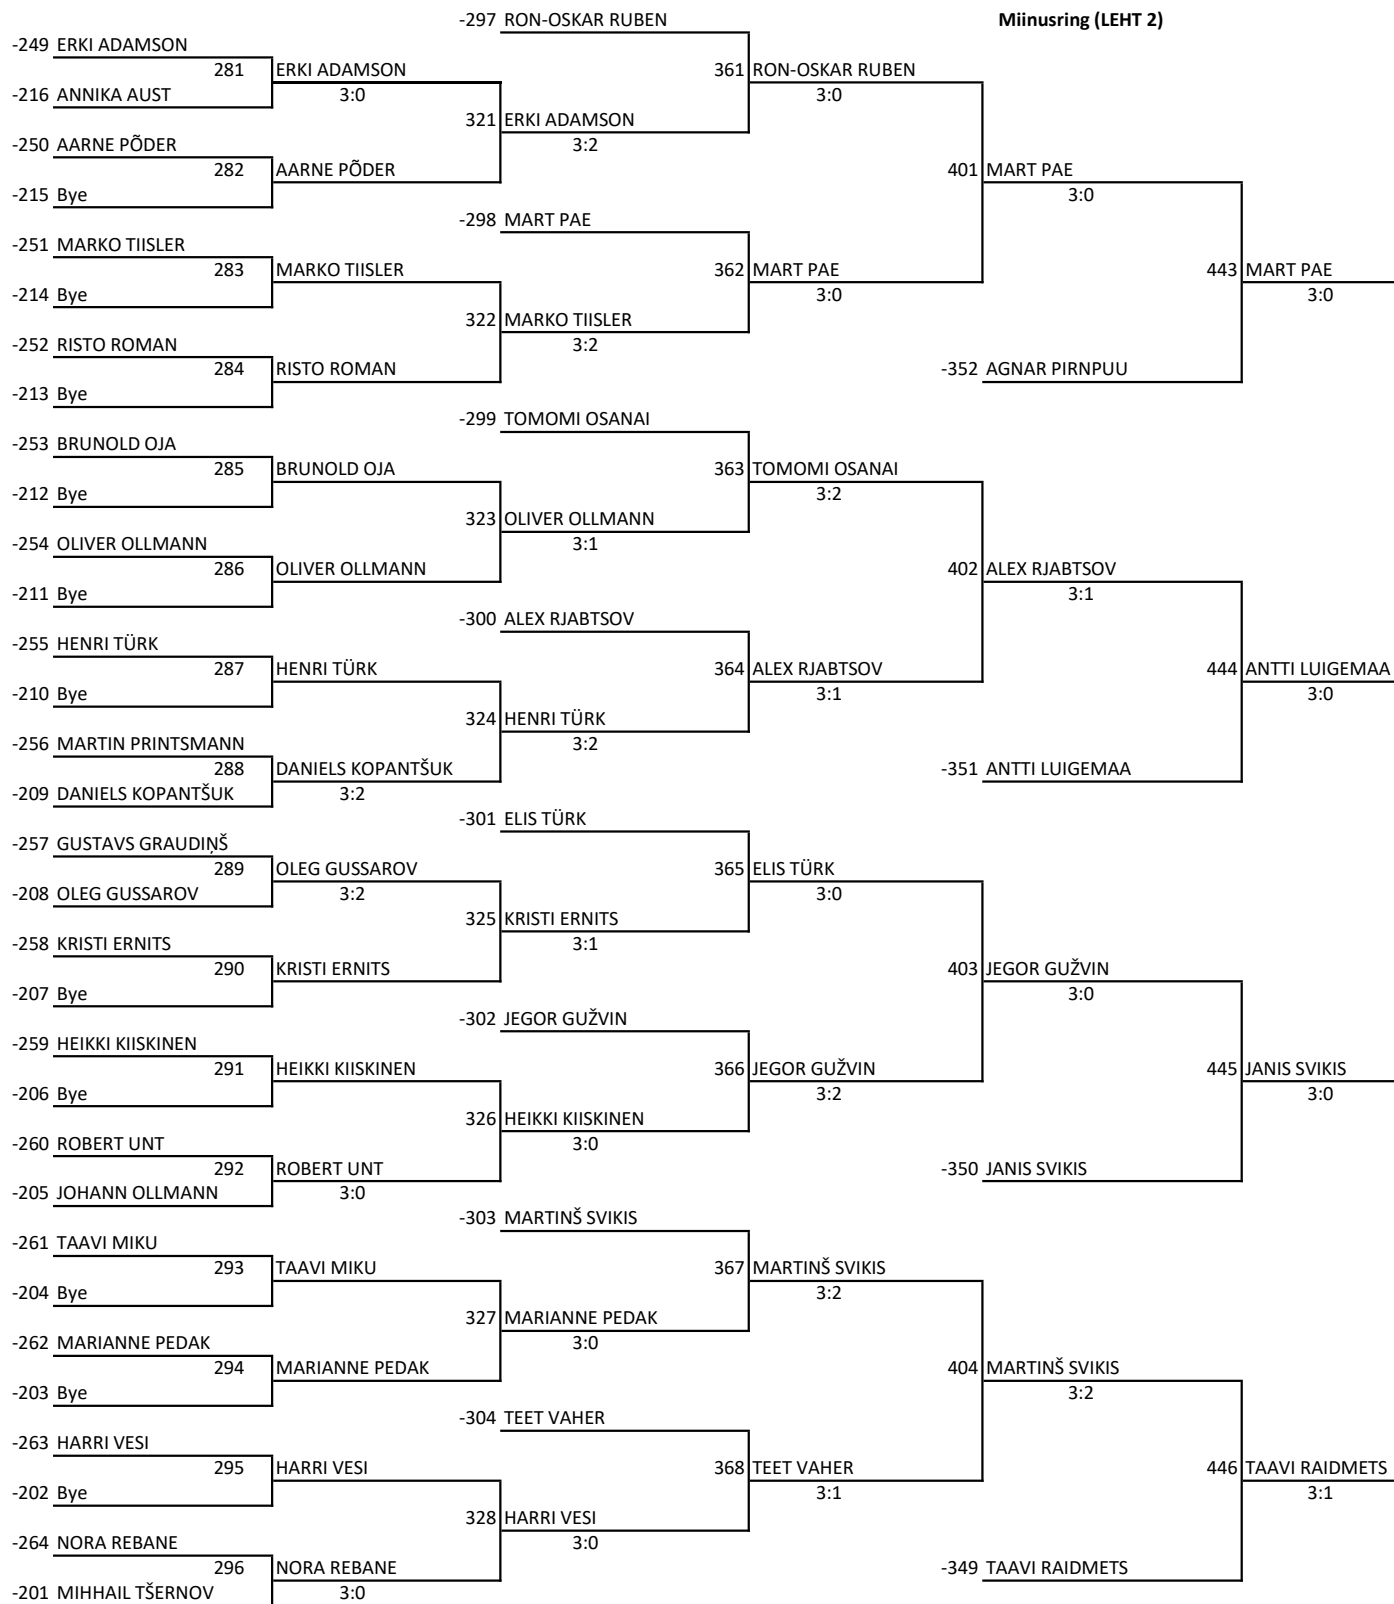 -297 RON-OSKAR RUBEN Miinusring (LEHT 2)
-249 ERKI ADAMSON
281 ERKI ADAMSON 361 RON-OSKAR RUBEN
-216 ANNIKA AUST 3:0 3:0
321 ERKI ADAMSON
-250 AARNE PÕDER 3:2
282 AARNE PÕDER 401 MART PAE
-215 Bye 3:0
-298 MART PAE
-251 MARKO TIISLER
283 MARKO TIISLER 362 MART PAE 443 MART PAE
-214 Bye 3:0 3:0
322 MARKO TIISLER
-252 RISTO ROMAN 3:2
284 RISTO ROMAN -352 AGNAR PIRNPUU
-213 Bye
-299 TOMOMI OSANAI
-253 BRUNOLD OJA
285 BRUNOLD OJA 363 TOMOMI OSANAI
-212 Bye 3:2
323 OLIVER OLLMANN
-254 OLIVER OLLMANN 3:1
286 OLIVER OLLMANN 402 ALEX RJABTSOV
-211 Bye 3:1
-300 ALEX RJABTSOV
-255 HENRI TÜRK
287 HENRI TÜRK 364 ALEX RJABTSOV 444 ANTTI LUIGEMAA
-210 Bye 3:1 3:0
324 HENRI TÜRK
-256 MARTIN PRINTSMANN 3:2
288 DANIELS KOPANTŠUK -351 ANTTI LUIGEMAA
-209 DANIELS KOPANTŠUK 3:2
-301 ELIS TÜRK
-257 GUSTAVS GRAUDIŅŠ
289 OLEG GUSSAROV 365 ELIS TÜRK
-208 OLEG GUSSAROV 3:2 3:0
325 KRISTI ERNITS
-258 KRISTI ERNITS 3:1
290 KRISTI ERNITS 403 JEGOR GUŽVIN
-207 Bye 3:0
-302 JEGOR GUŽVIN
-259 HEIKKI KIISKINEN
291 HEIKKI KIISKINEN 366 JEGOR GUŽVIN 445 JANIS SVIKIS
-206 Bye 3:2 3:0
326 HEIKKI KIISKINEN
-260 ROBERT UNT 3:0
292 ROBERT UNT -350 JANIS SVIKIS
-205 JOHANN OLLMANN 3:0
-303 MARTINŠ SVIKIS
-261 TAAVI MIKU
293 TAAVI MIKU 367 MARTINŠ SVIKIS
-204 Bye 3:2
327 MARIANNE PEDAK
-262 MARIANNE PEDAK 3:0
294 MARIANNE PEDAK 404 MARTINŠ SVIKIS
-203 Bye 3:2
-304 TEET VAHER
-263 HARRI VESI
295 HARRI VESI 368 TEET VAHER 446 TAAVI RAIDMETS
-202 Bye 3:1 3:1
328 HARRI VESI
-264 NORA REBANE 3:0
296 NORA REBANE -349 TAAVI RAIDMETS
-201 MIHHAIL TŠERNOV 3:0